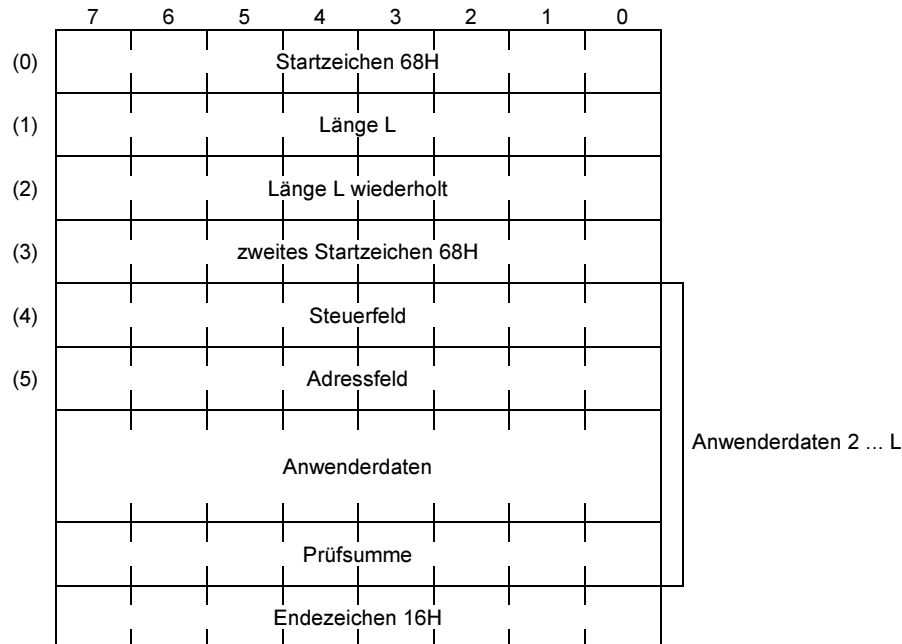 7 6 5 4 3 2 1 0
(0) Startzeichen 68H
(1) Länge L
(2) Länge L wiederholt
(3) zweites Startzeichen 68H
(4) Steuerfeld
(5) Adressfeld
Anwenderdaten 2 ... L
Anwenderdaten
Prüfsumme
Endezeichen 16H